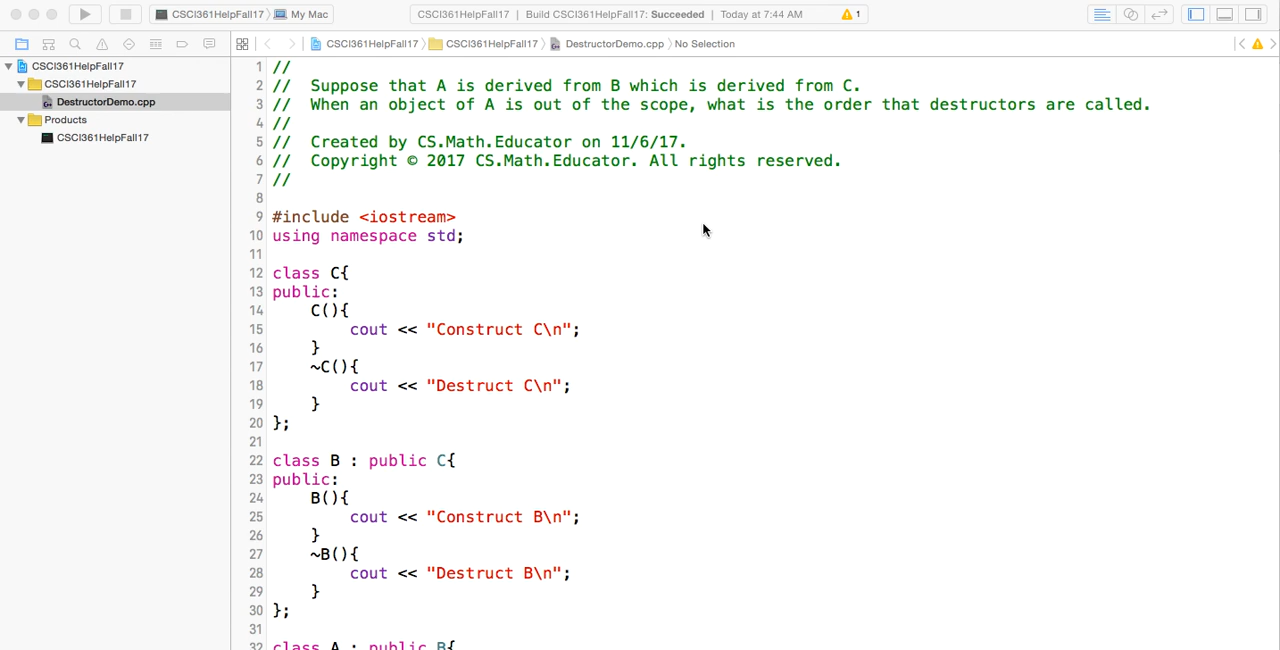 CSCI361HelpFall17 〉 My Mac
CSCI361HelpFall17 | Build CSCI361HelpFall17: Succeeded | Today at 7:44 AM
1
CSCI361HelpFall17 〉 CSCI361HelpFall17 〉 DestructorDemo.cpp 〉 No Selection
CSCI361HelpFall17
CSCI361HelpFall17
DestructorDemo.cpp
Products
CSCI361HelpFall17
1 //
2 //  Suppose that A is derived from B which is derived from C.
3 //  When an object of A is out of the scope, what is the order that destructors are called.
4 //
5 //  Created by CS.Math.Educator on 11/6/17.
6 //  Copyright © 2017 CS.Math.Educator. All rights reserved.
7 //
8
9 #include <iostream>
10 using namespace std;
11
12 class C{
13 public:
14     C(){
15         cout << "Construct C\n";
16     }
17     ~C(){
18         cout << "Destruct C\n";
19     }
20 };
21
22 class B : public C{
23 public:
24     B(){
25         cout << "Construct B\n";
26     }
27     ~B(){
28         cout << "Destruct B\n";
29     }
30 };
31
32 class A : public B{